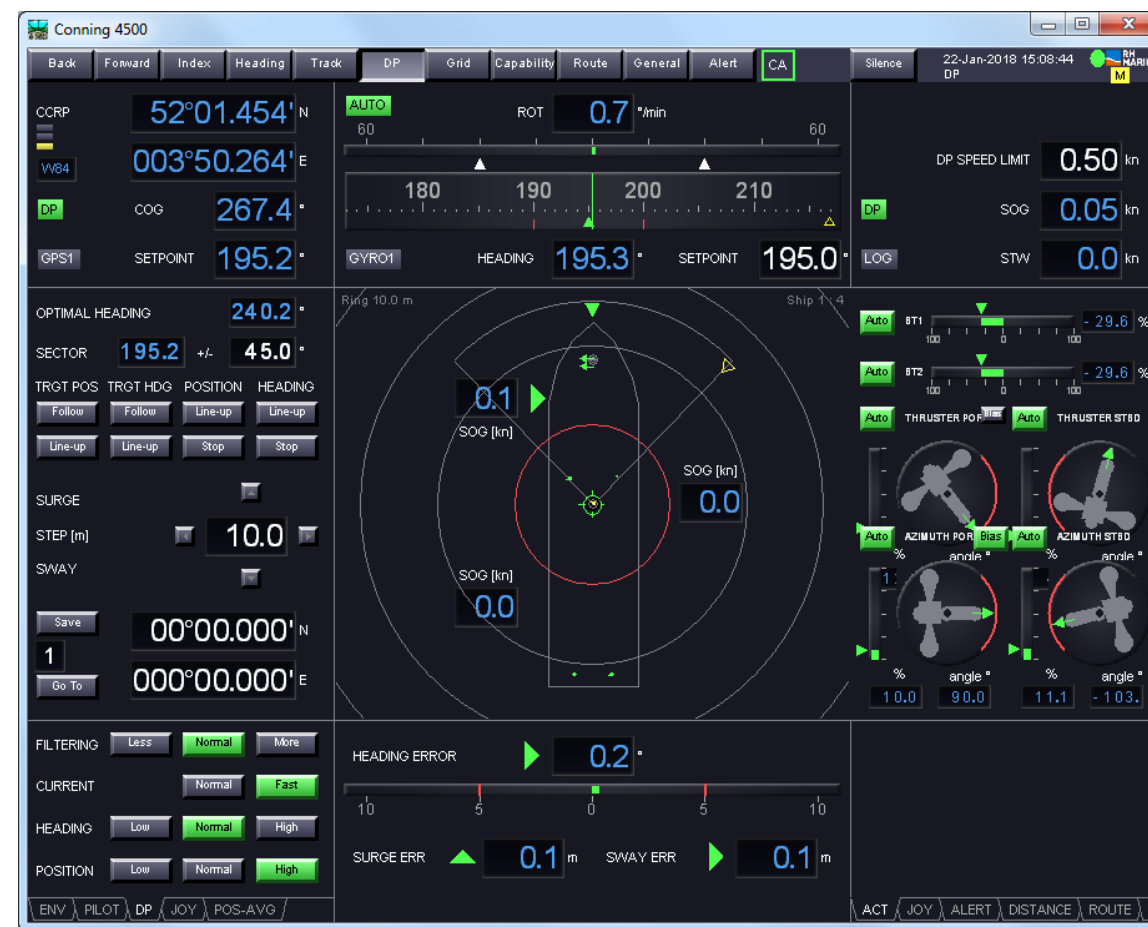 Conning 4500
Back Forward Index Heading Track DP Grid Capability Route General Alert CA Silence 22-Jan-2018 15:08:44 RH
DP M
CCRP 52°01.454' N
003°50.264' E
W84
DP COG 267.4 °
GPS1 SETPOINT 195.2 °
AUTO ROT 0.7 °/min
60 60
180 190 200 210
GYRO1 HEADING 195.3 ° SETPOINT 195.0 °
DP SPEED LIMIT 0.50 kn
DP SOG 0.05 kn
LOG STW 0.0 kn
OPTIMAL HEADING 240.2 °
SECTOR 195.2 +/- 45.0 °
TRGT POS TRGT HDG POSITION HEADING
Follow Follow Line-up Line-up
Line-up Line-up Stop Stop
SURGE
STEP [m] 10.0
SWAY
Save
1
Go To
00°00.000' N
000°00.000' E
Ring 10.0 m Ship 1 : 4
0.1
SOG [kn]
SOG [kn]
0.0
SOG [kn]
0.0
Auto BT1 - 29.6 %
100 0 100
Auto BT2 - 29.6 %
100 0 100
Auto THRUSTER POR Bias Auto THRUSTER STBD
Auto AZIMUTH POR Bias Auto AZIMUTH STBD
% angle ° % angle °
% angle ° % angle °
10.0 90.0 11.1 - 103.
FILTERING Less Normal More
CURRENT Normal Fast
HEADING Low Normal High
POSITION Low Normal High
ENV PILOT DP JOY POS-AVG
HEADING ERROR 0.2 °
10 5 0 5 10
SURGE ERR 0.1 m SWAY ERR 0.1 m
ACT JOY ALERT DISTANCE ROUTE